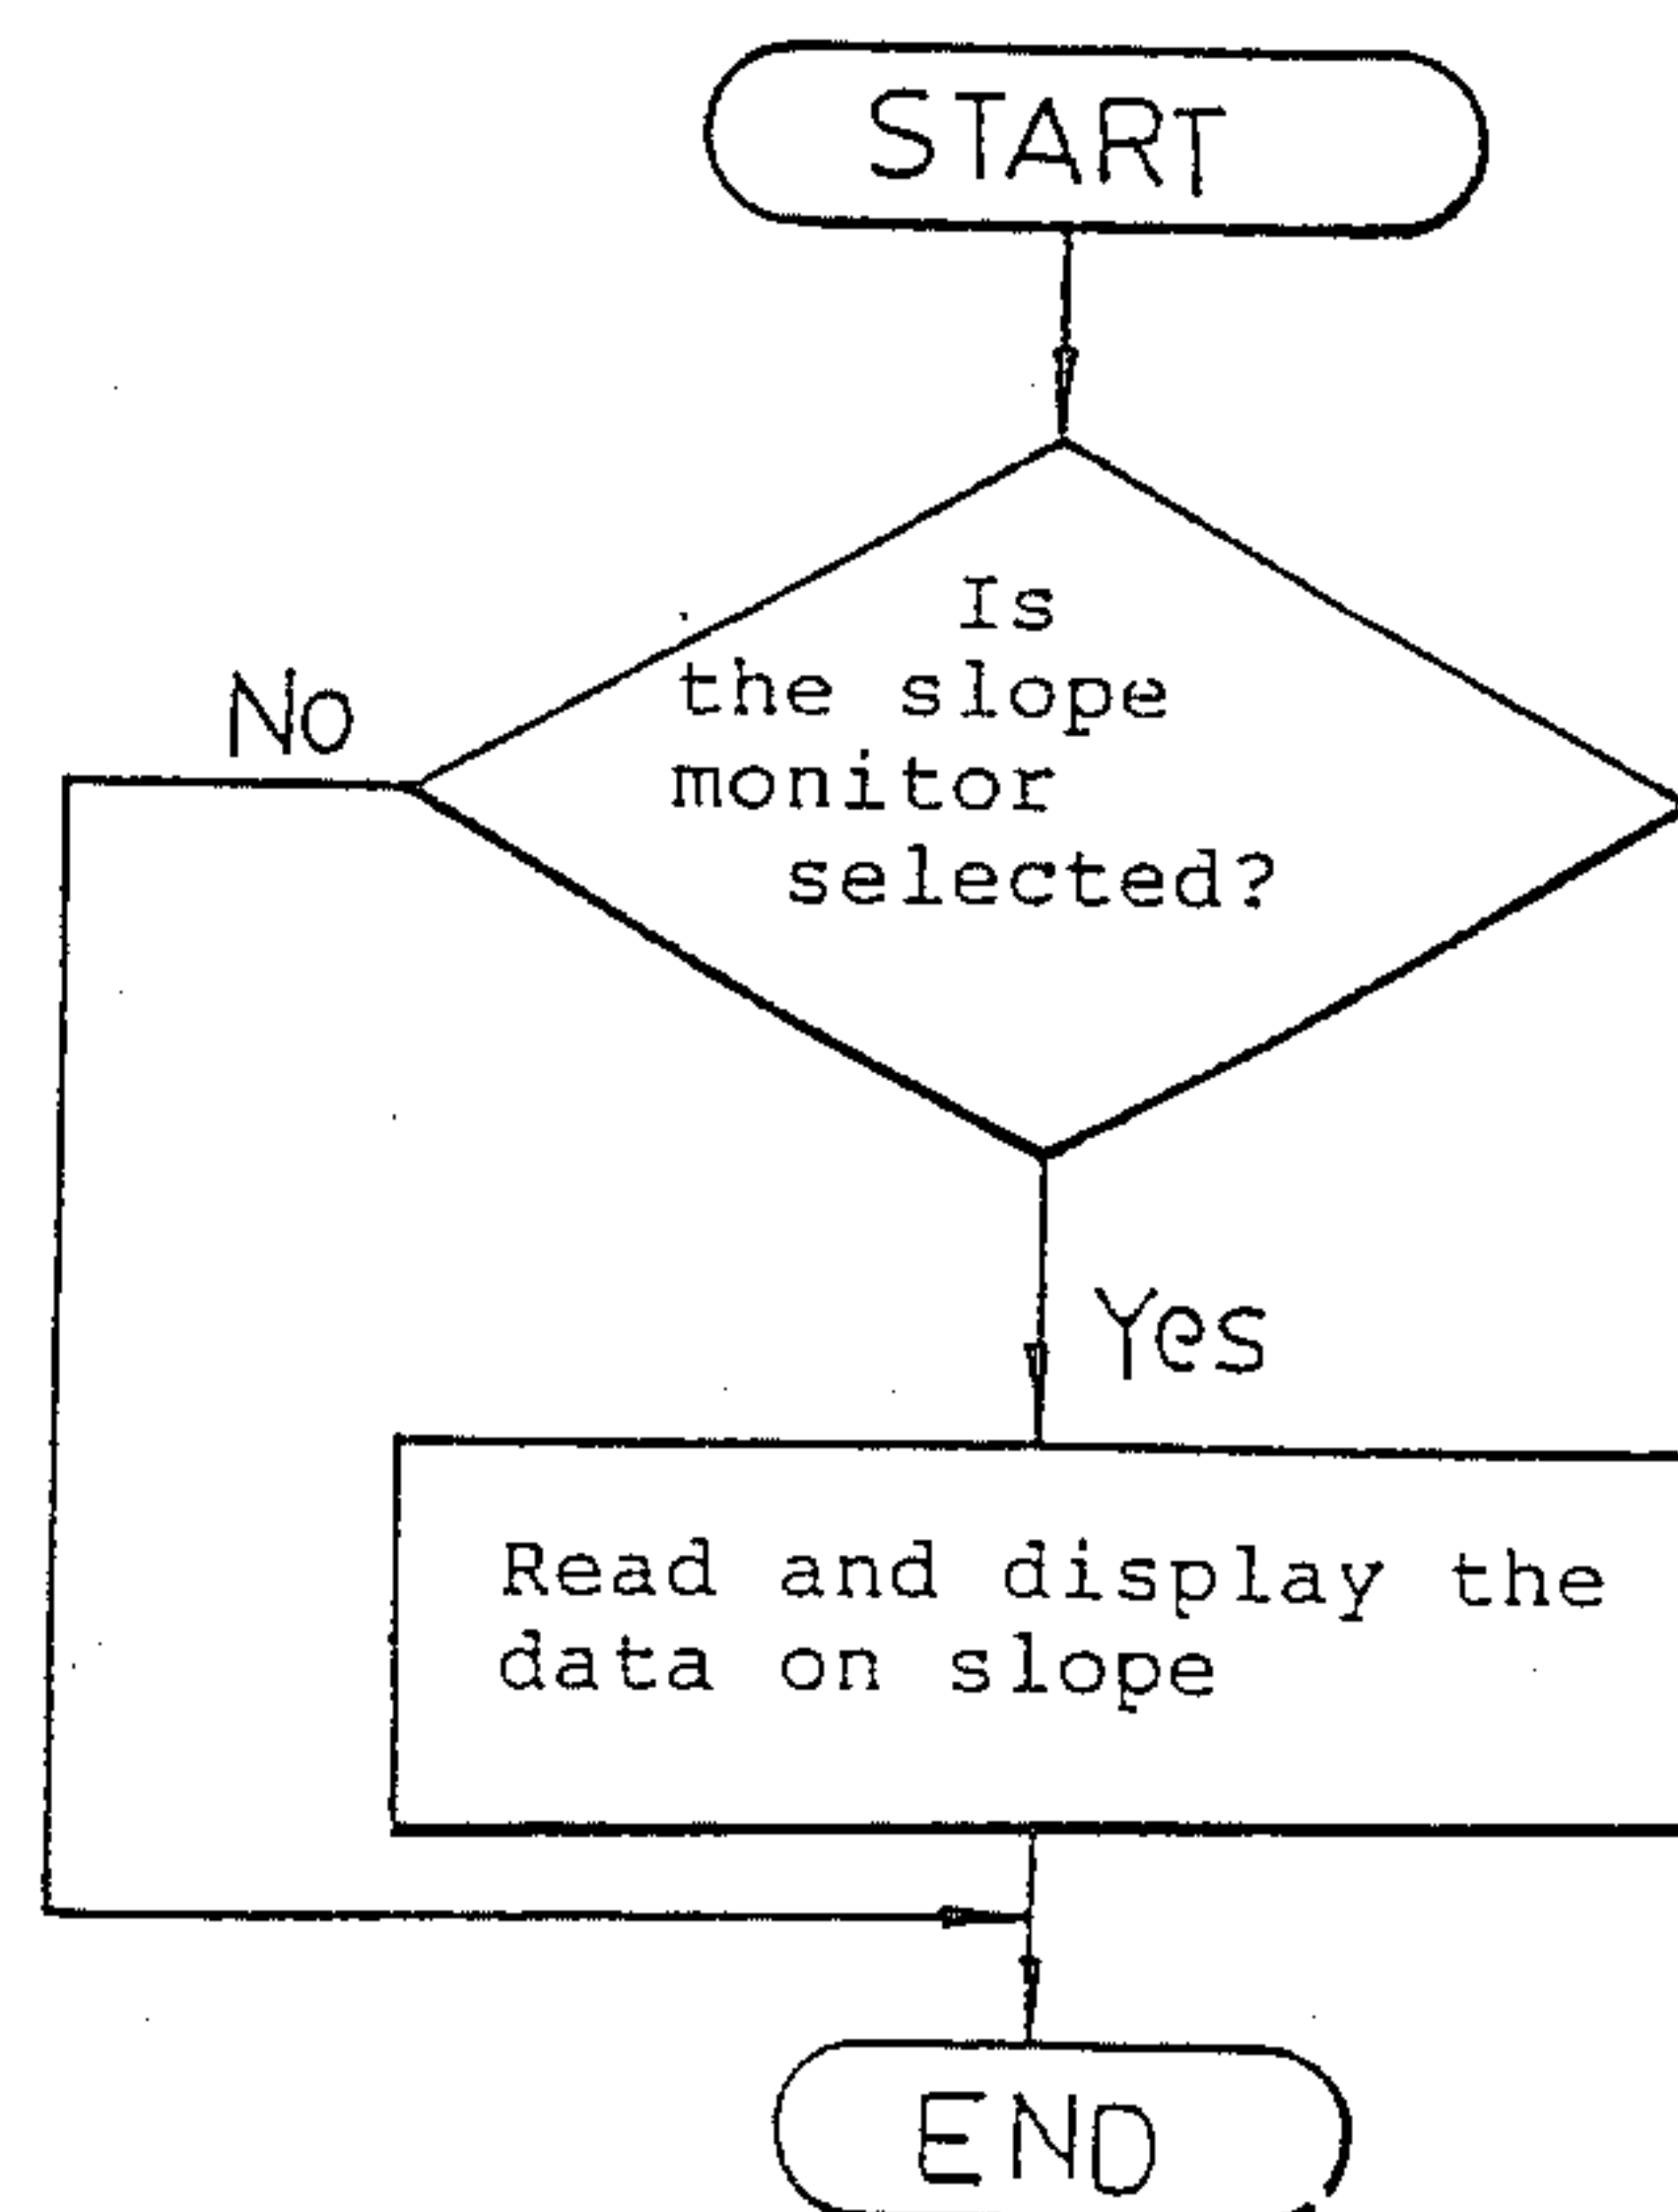 START
Is
the slope
monitor
selected?
No
Yes
Read and display the
data on slope
END